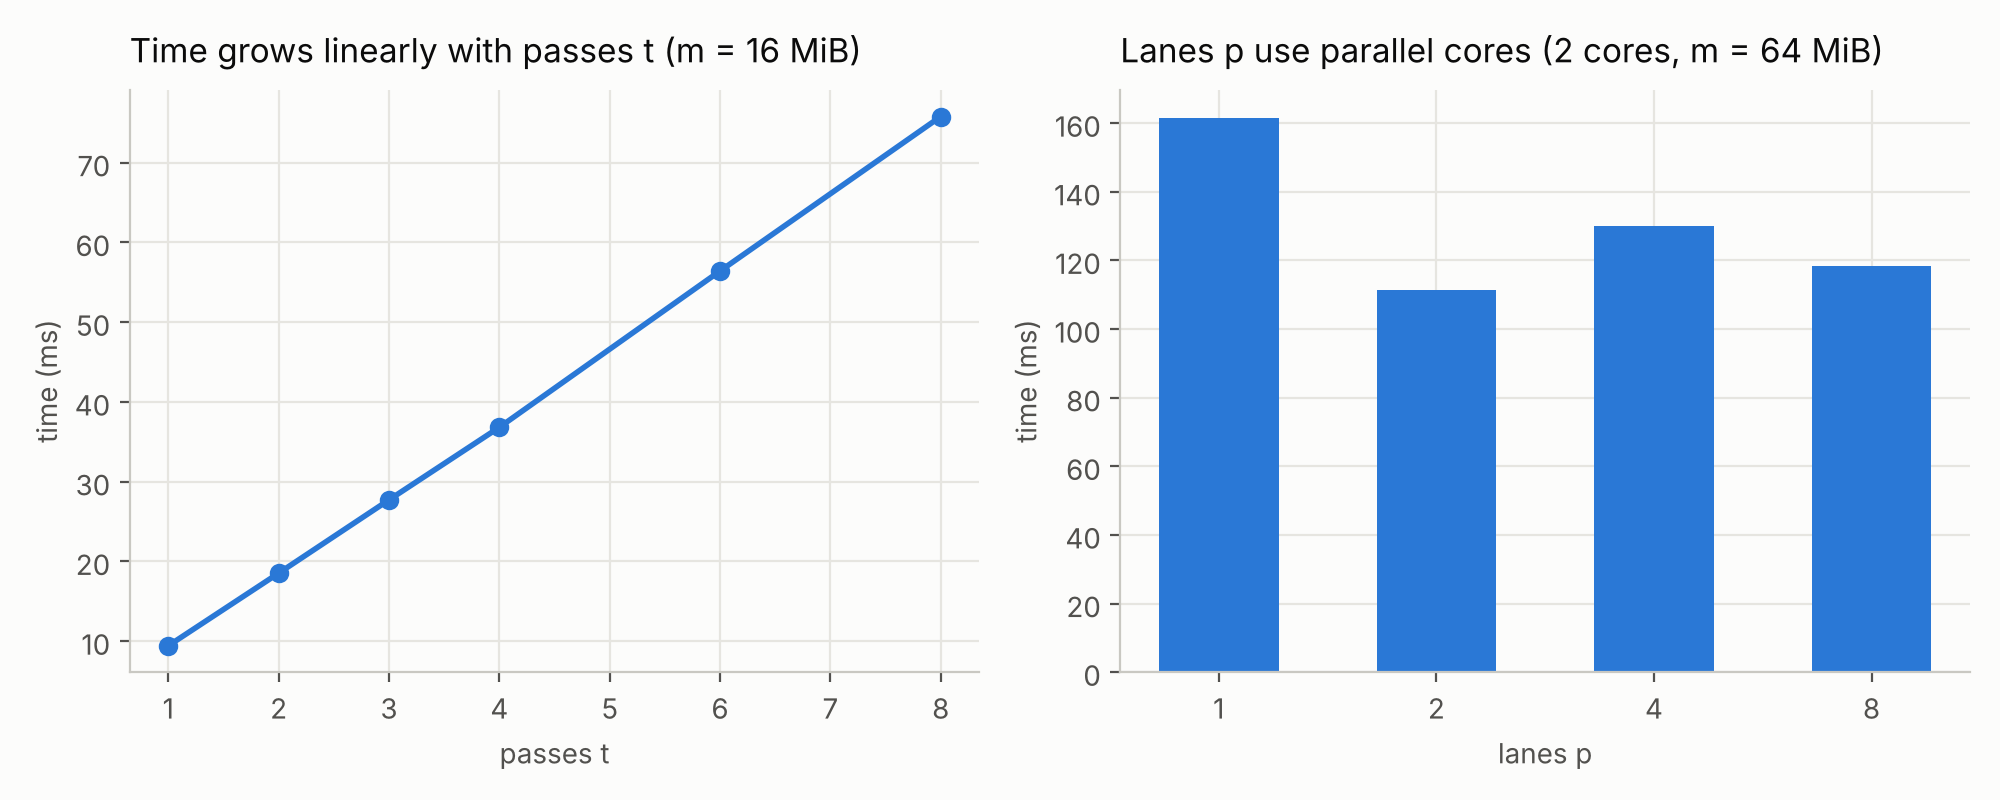 Time grows linearly with passes t (m = 16 MiB)
time (ms)
70
60
50
40
30
20
10
1 2 3 4 5 6 7 8
passes t
Lanes p use parallel cores (2 cores, m = 64 MiB)
time (ms)
160
140
120
100
80
60
40
20
0
1 2 4 8
lanes p